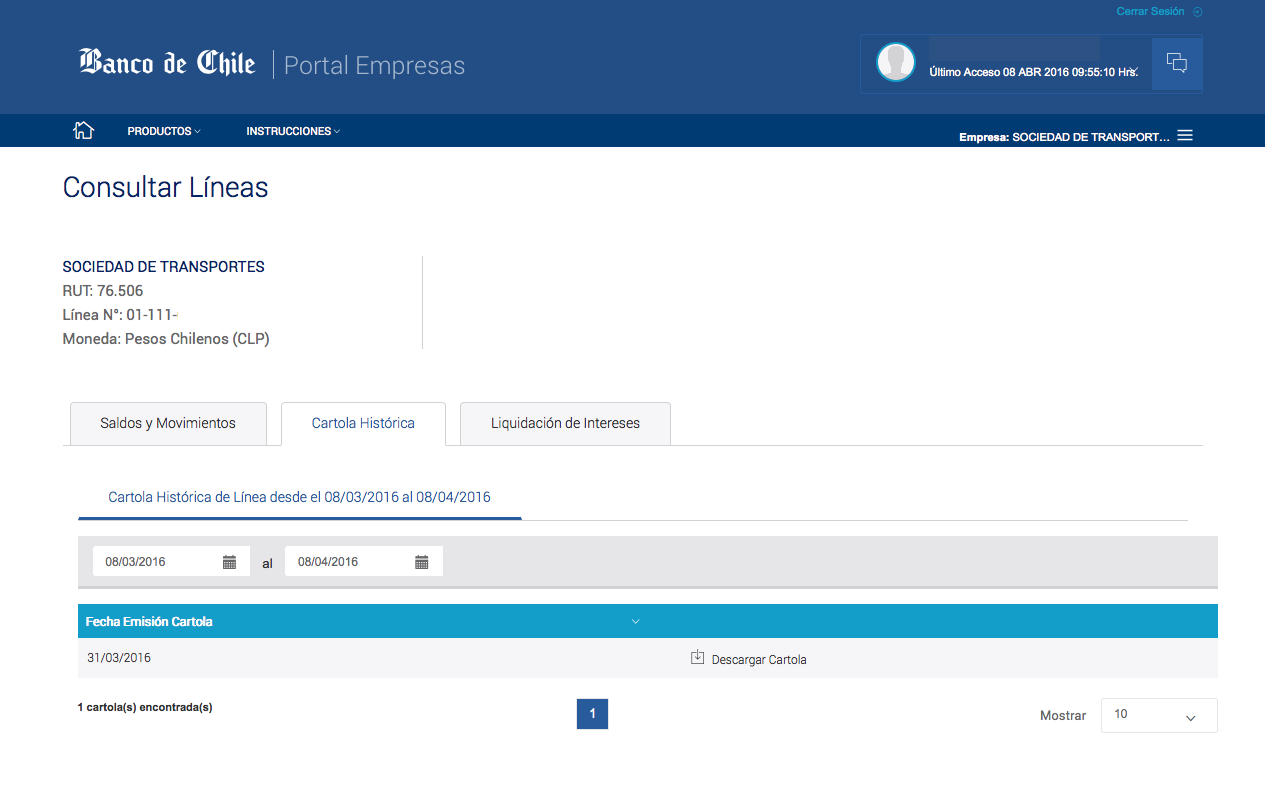 Cerrar Sesión
Banco de Chile Portal Empresas
Último Acceso 08 ABR 2016 09:55:10 Hrs.
PRODUCTOS INSTRUCCIONES
Empresa: SOCIEDAD DE TRANSPORT...
Consultar Líneas
SOCIEDAD DE TRANSPORTES
RUT: 76.506
Línea N°: 01-111-
Moneda: Pesos Chilenos (CLP)
Saldos y Movimientos Cartola Histórica Liquidación de Intereses
Cartola Histórica de Línea desde el 08/03/2016 al 08/04/2016
08/03/2016 al 08/04/2016
Fecha Emisión Cartola
31/03/2016 Descargar Cartola
1 cartola(s) encontrada(s) 1 Mostrar 10